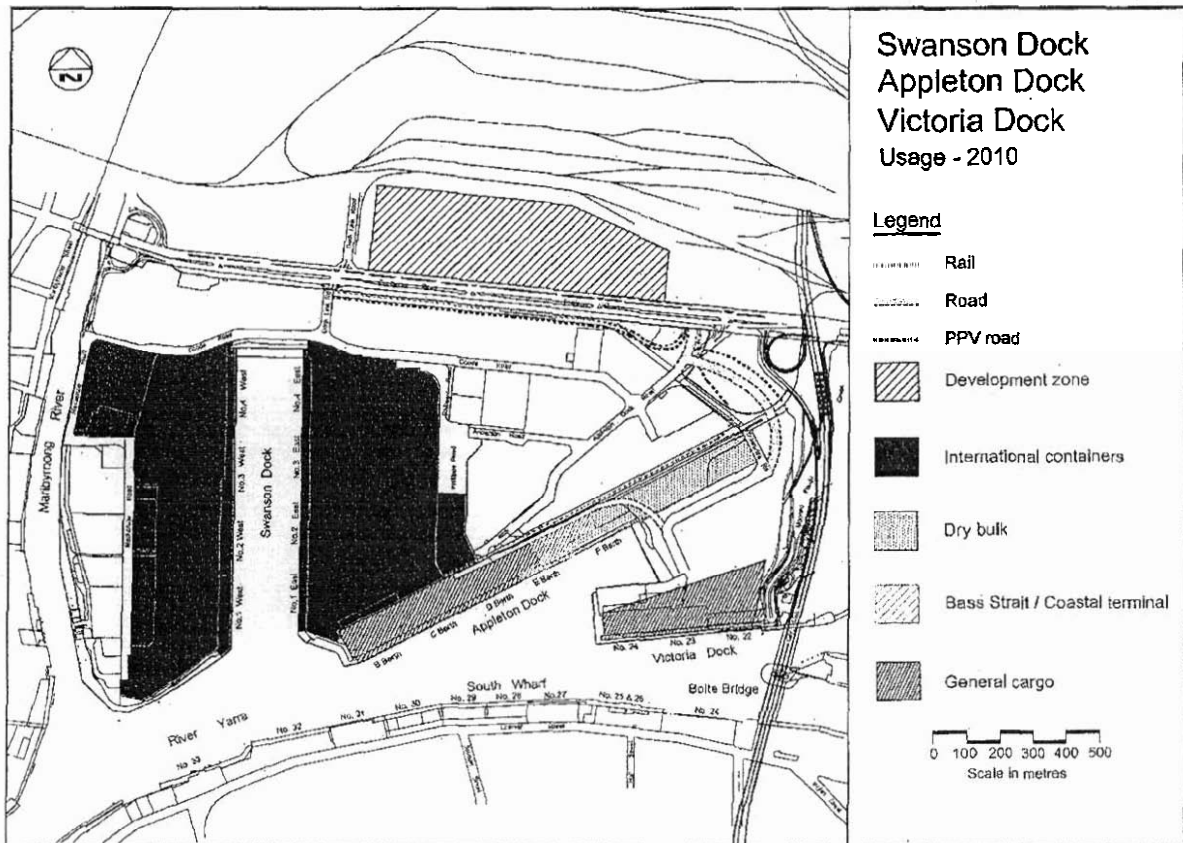 Swanson Dock
Appleton Dock
Victoria Dock
Usage - 2010
Legend
Rail
Road
PPV road
Development zone
International containers
Dry bulk
Bass Strait / Coastal terminal
General cargo
0 100 200 300 400 500
Scale in metres
N
Maribyrnong River
Coode Road
No.4 West
No.3 West
No.2 West
No.1 West
Swanson Dock
No.4 East
No.3 East
No.2 East
No.1 East
B Berth
C Berth
D Berth
E Berth
F Berth
Appleton Dock
No. 24
No. 23
No. 22
Victoria Dock
Bolte Bridge
South Wharf
River Yarra
No. 33
No. 32
No. 31
No. 30
No. 29
No. 28
No. 27
No. 25 & 26
No. 24